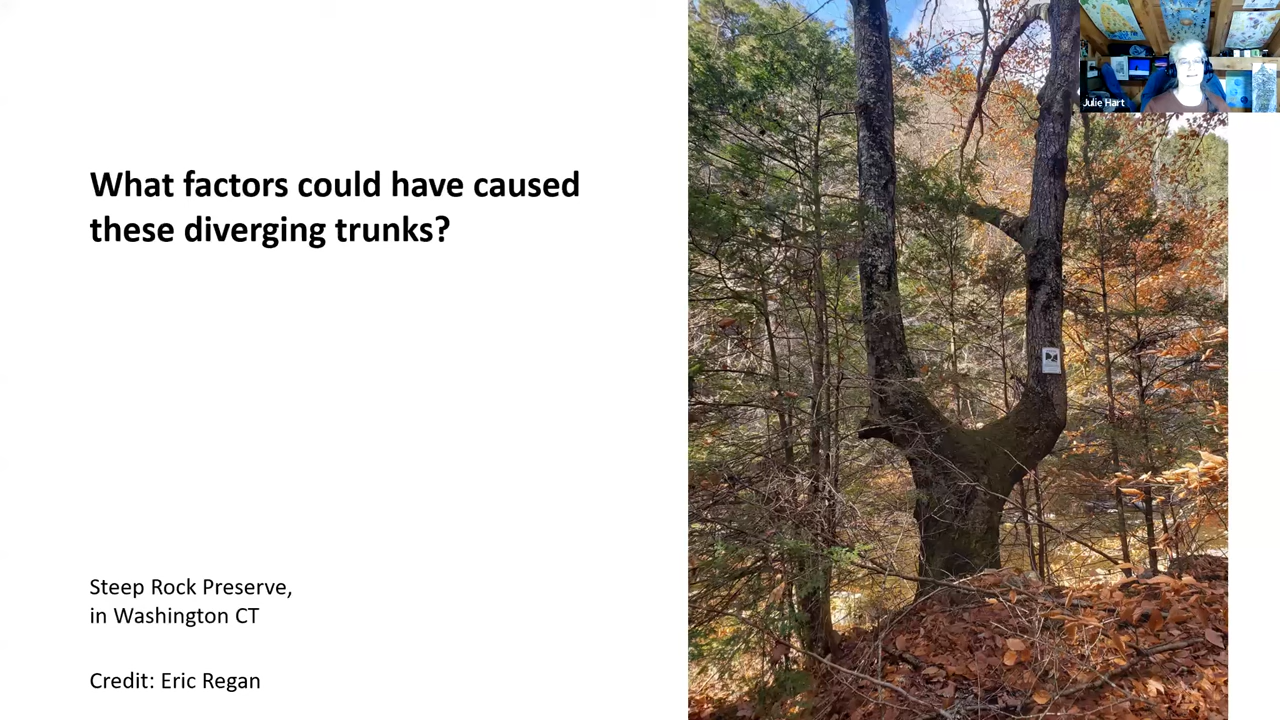 Julie Hart
What factors could have caused
these diverging trunks?
Steep Rock Preserve,
in Washington CT
Credit: Eric Regan